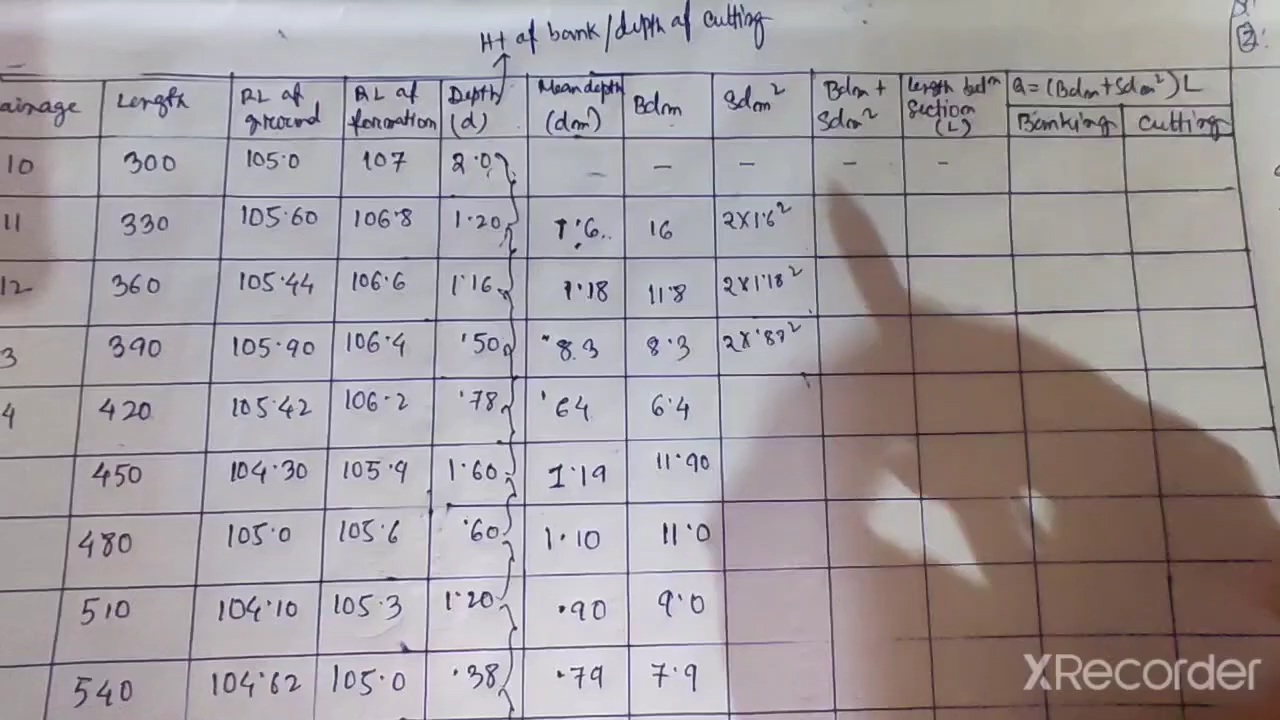 Ht of bank/depth of cutting
2
ainage Length RL of ground RL of formation Depth (d) Mean depth (dm) Bdm Sdm² Bdm + Sdm² Length betn Section (L) Q = (Bdm + Sdm²) L
Banking Cutting
10 300 105.0 107 2.0 - - - - -
11 330 105.60 106.8 1.20 1.6 16 2×1.6²
12 360 105.44 106.6 1.16 1.18 11.8 2×1.18²
3 390 105.90 106.4 .50 .83 8.3 2×.83²
4 420 105.42 106.2 .78 .64 6.4
450 104.30 105.9 1.60 1.19 11.90
480 105.0 105.6 .60 1.10 11.0
510 104.10 105.3 1.20 .90 9.0
540 104.62 105.0 .38 .79 7.9
XRecorder